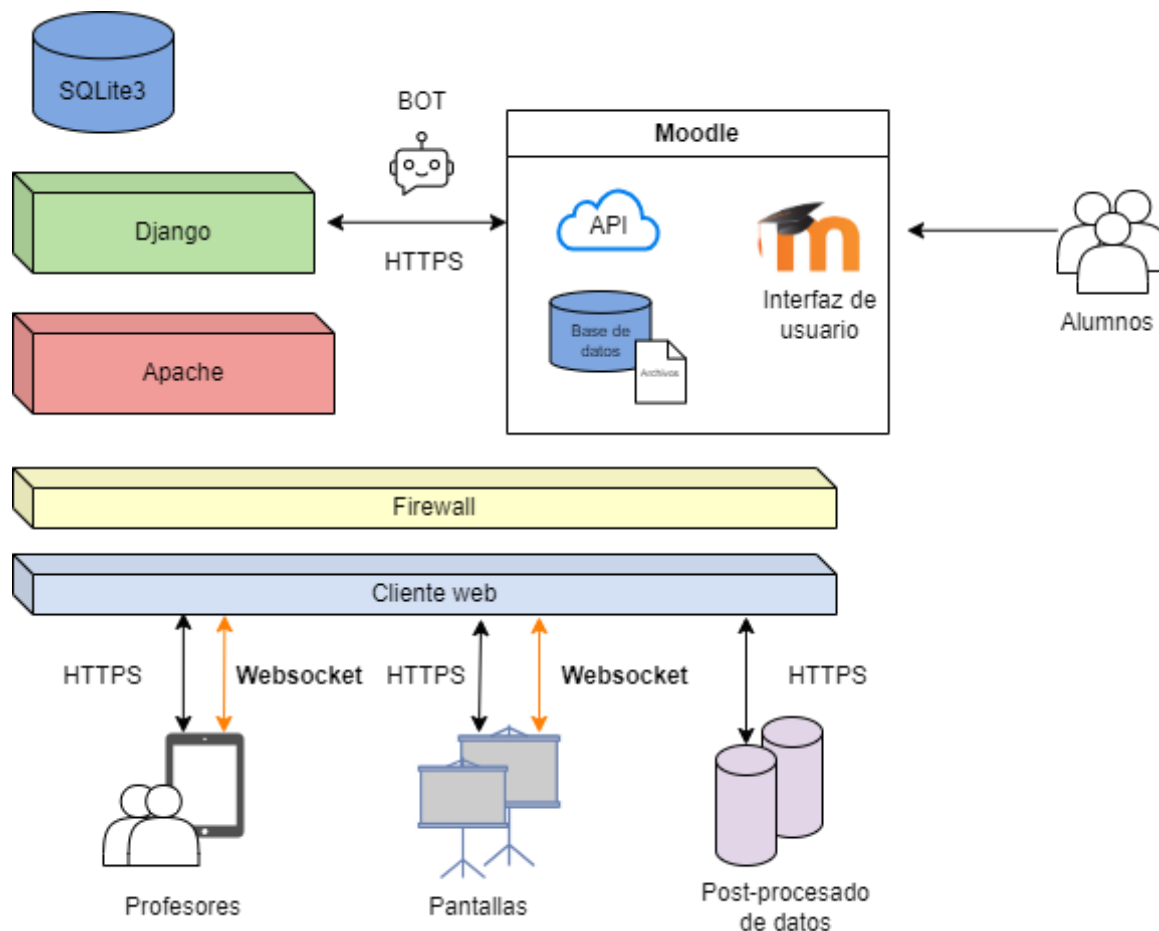 SQLite3
BOT
Moodle
Django
HTTPS
API
Interfaz de
usuario
Base de
datos
Archivos
Alumnos
Apache
Firewall
Cliente web
HTTPS
Websocket
HTTPS
Websocket
HTTPS
Profesores
Pantallas
Post-procesado
de datos